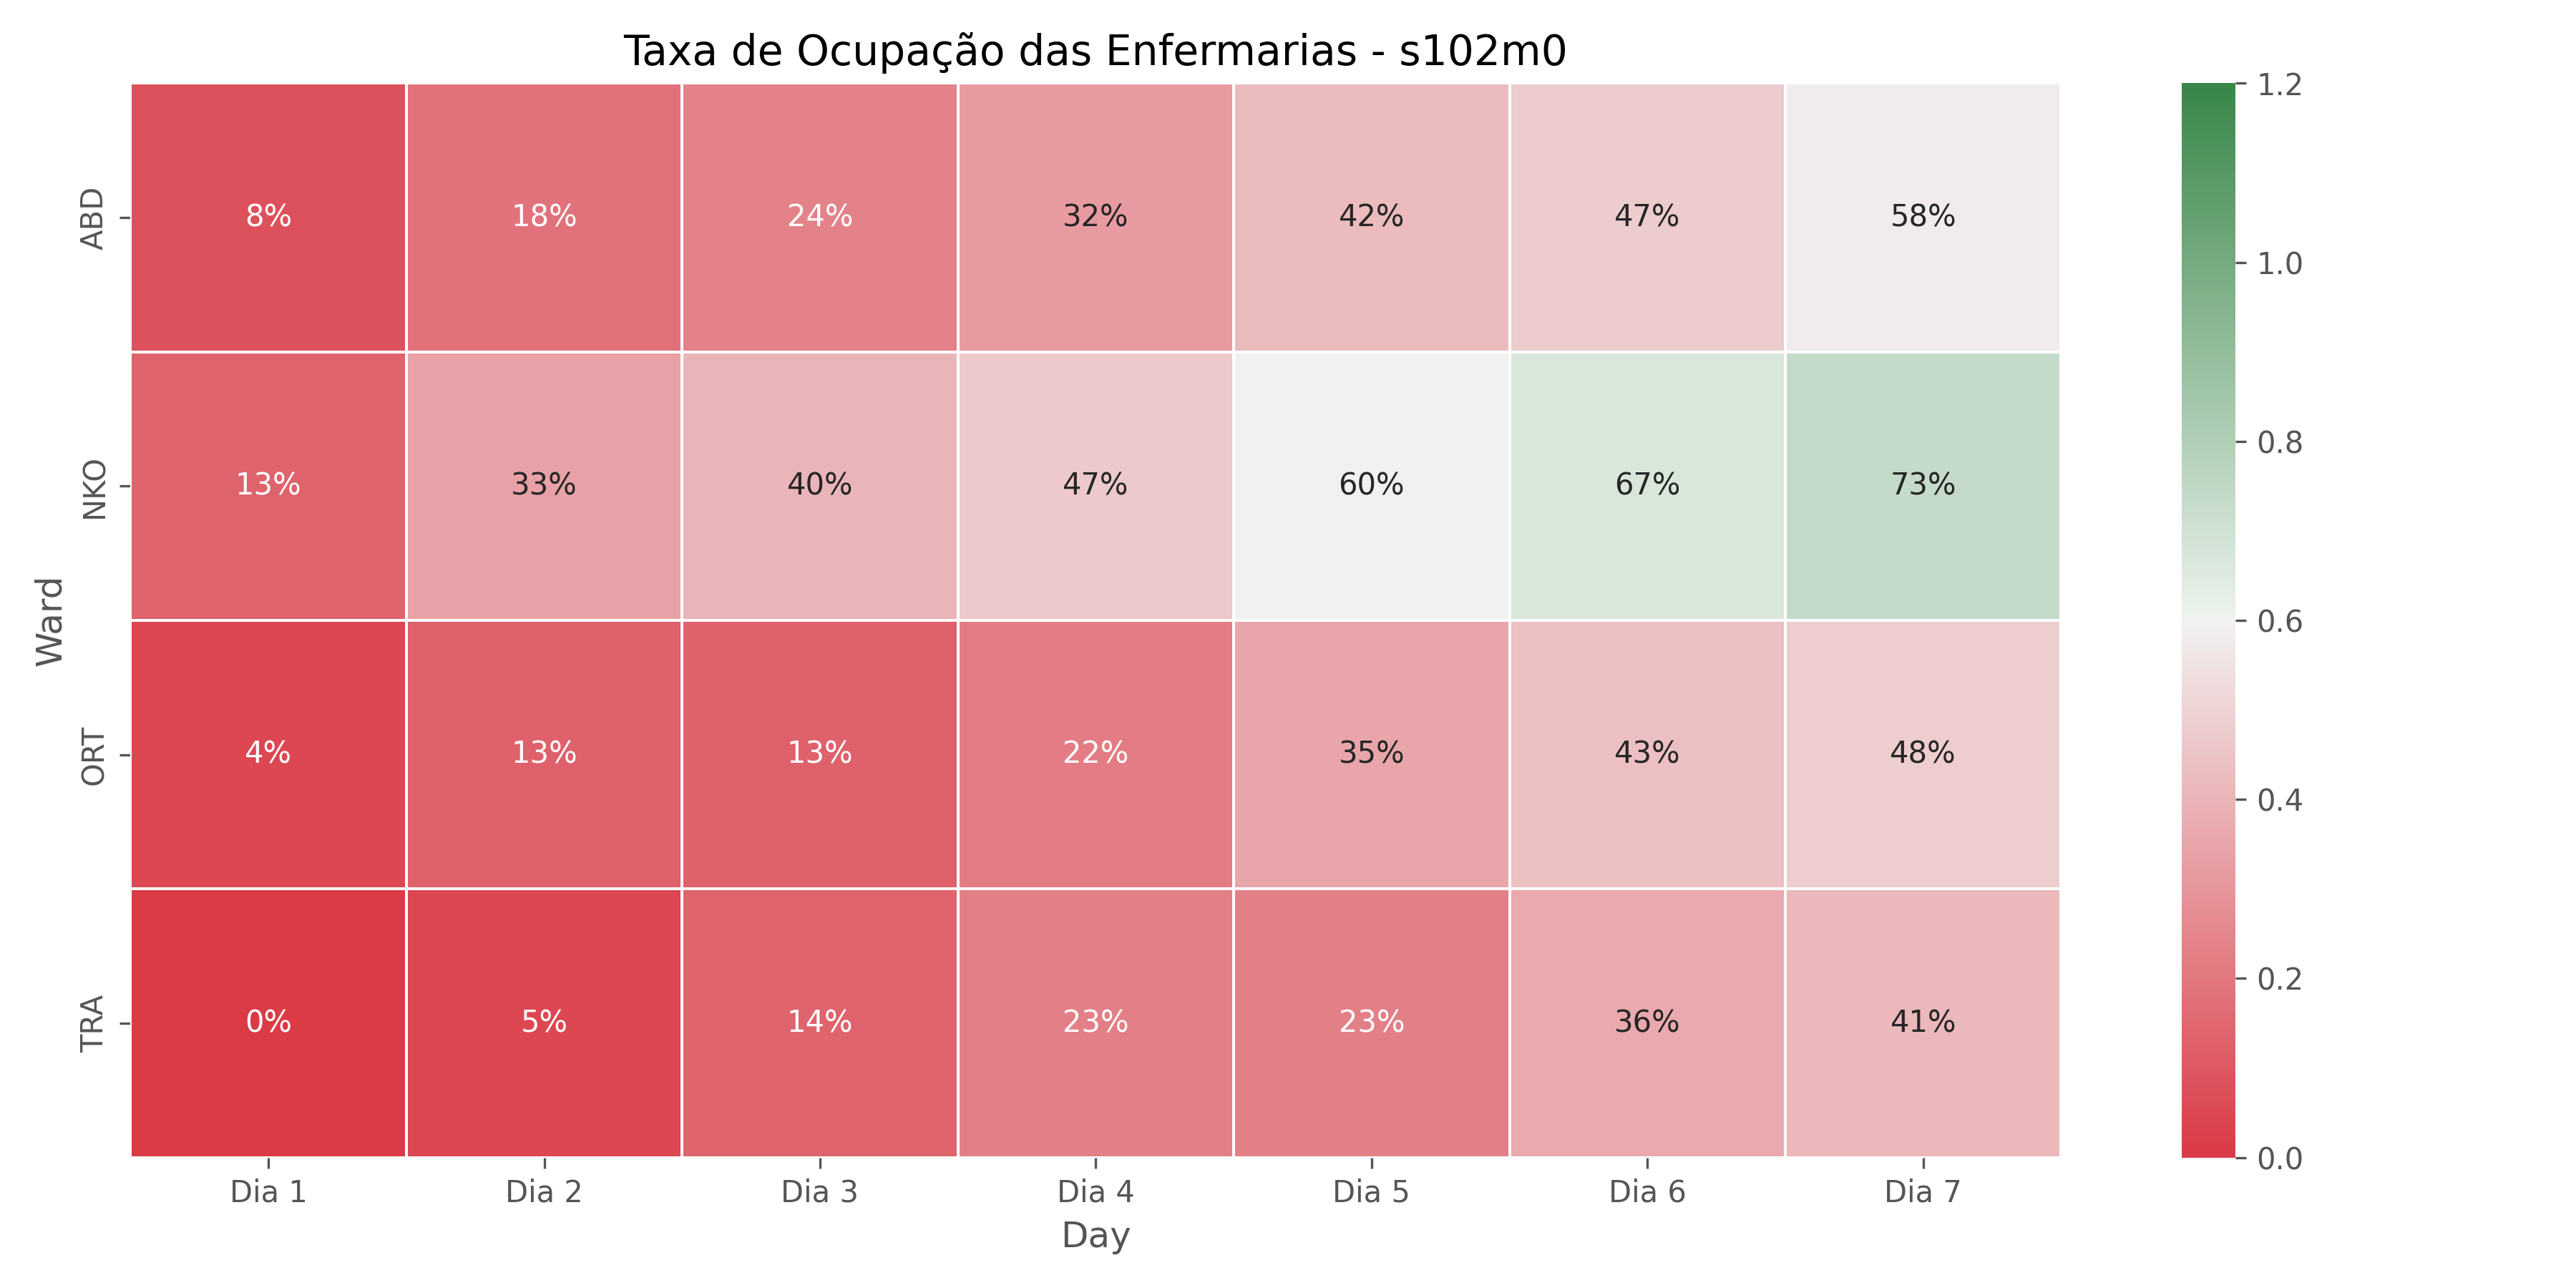 Taxa de Ocupação das Enfermarias - s102m0
Ward
ABD 8% 18% 24% 32% 42% 47% 58%
NKO 13% 33% 40% 47% 60% 67% 73%
ORT 4% 13% 13% 22% 35% 43% 48%
TRA 0% 5% 14% 23% 23% 36% 41%
Dia 1 Dia 2 Dia 3 Dia 4 Dia 5 Dia 6 Dia 7
Day
1.2
1.0
0.8
0.6
0.4
0.2
0.0